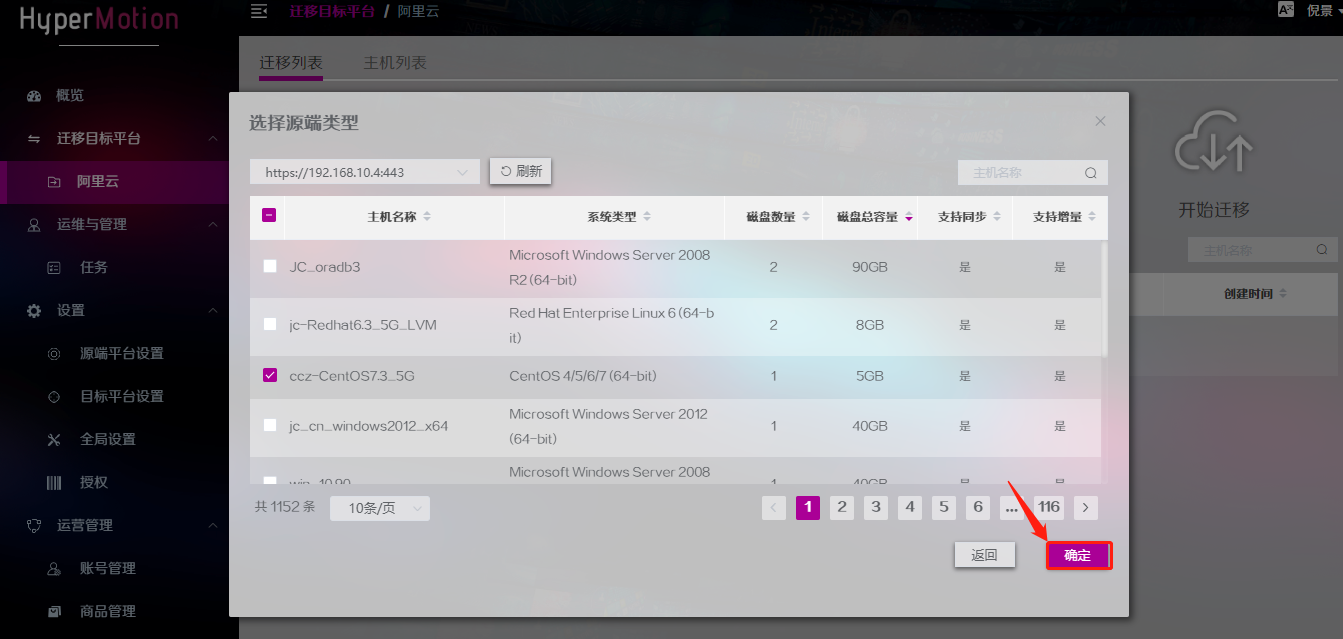 HyperMotion
迁移目标平台 / 阿里云
倪景
概览
迁移目标平台
阿里云
运维与管理
任务
设置
源端平台设置
目标平台设置
全局设置
授权
运营管理
账号管理
商品管理
迁移列表 主机列表
开始迁移
主机名称
创建时间
选择源端类型
https://192.168.10.4:443 刷新 主机名称
主机名称 系统类型 磁盘数量 磁盘总容量 支持同步 支持增量
JC_oradb3 Microsoft Windows Server 2008 R2 (64-bit) 2 90GB 是 是
jc-Redhat6.3_5G_LVM Red Hat Enterprise Linux 6 (64-bit) 2 8GB 是 是
ccz-CentOS7.3_5G CentOS 4/5/6/7 (64-bit) 1 5GB 是 是
jc_cn_windows2012_x64 Microsoft Windows Server 2012 (64-bit) 1 40GB 是 是
win_10.90 Microsoft Windows Server 2008 1 40GB 是 是
共 1152 条 10条/页 1 2 3 4 5 6 ... 116
返回 确定